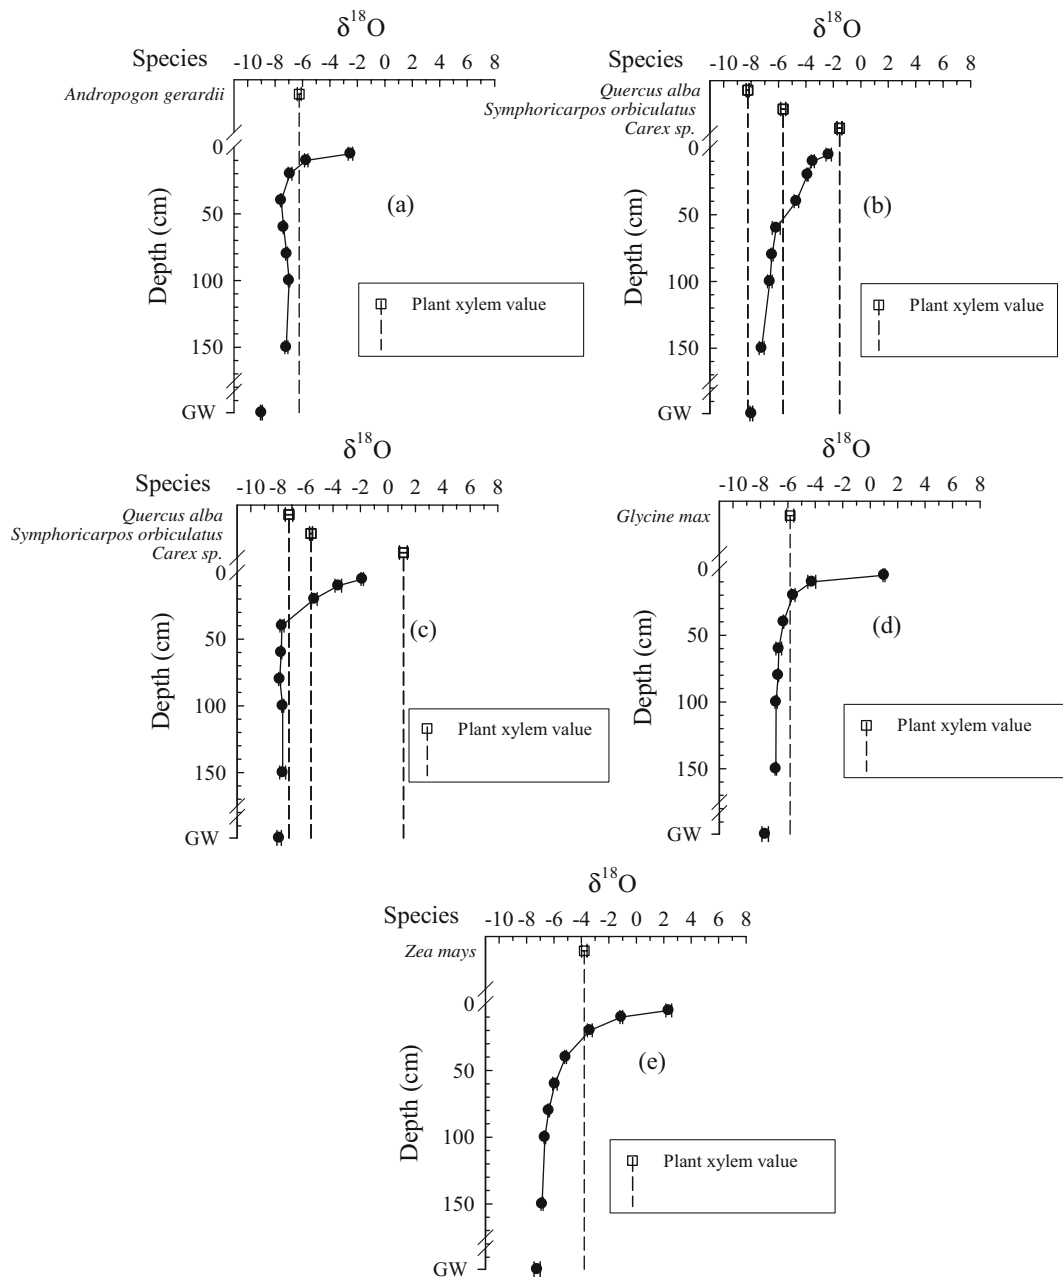 δ18O
Species -10 -8 -6 -4 -2 0 2 4 6 8
Andropogon gerardii
0
50
100
150
GW
Depth (cm)
(a)
Plant xylem value
δ18O
Species -10 -8 -6 -4 -2 0 2 4 6 8
Quercus alba
Symphoricarpos orbiculatus
Carex sp.
0
50
100
150
GW
Depth (cm)
(b)
Plant xylem value
δ18O
Species -10 -8 -6 -4 -2 0 2 4 6 8
Quercus alba
Symphoricarpos orbiculatus
Carex sp.
0
50
100
150
GW
Depth (cm)
(c)
Plant xylem value
δ18O
-10 -8 -6 -4 -2 0 2 4 6 8
Glycine max
0
50
100
150
GW
Depth (cm)
(d)
Plant xylem value
δ18O
Species -10 -8 -6 -4 -2 0 2 4 6 8
Zea mays
0
50
100
150
GW
Depth (cm)
(e)
Plant xylem value